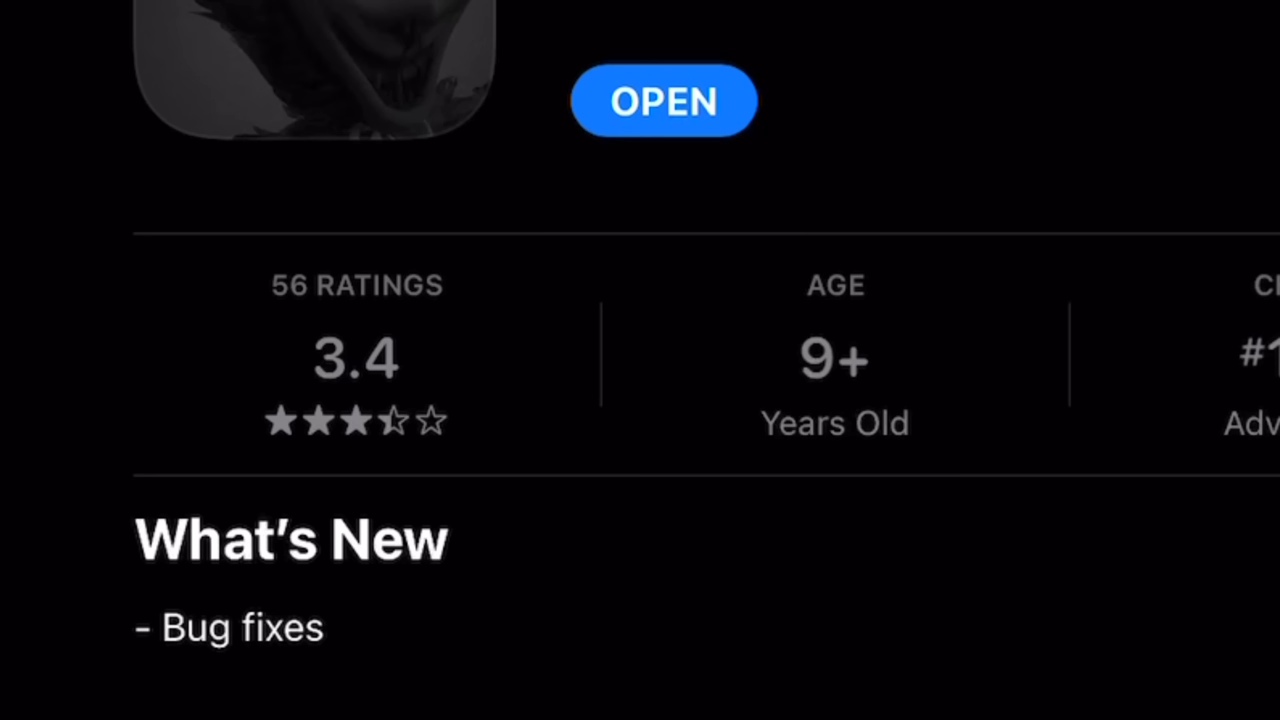 OPEN
56 RATINGS
AGE
3.4
9+
Years Old
What’s New
- Bug fixes